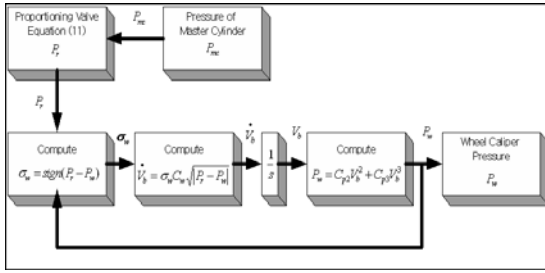 Proportioning Valve
Equation (11)
P_r
P_mc
Pressure of
Master Cylinder
P_mc
P_r
Compute
σ_w = sign(P_r − P_w)
σ_w
Compute
V̇_b = σ_w C_w √|P_r − P_w|
V̇_b
1
s
V_b
Compute
P_w = C_p2 V_b^2 + C_p3 V_b^3
P_w
Wheel Caliper
Pressure
P_w